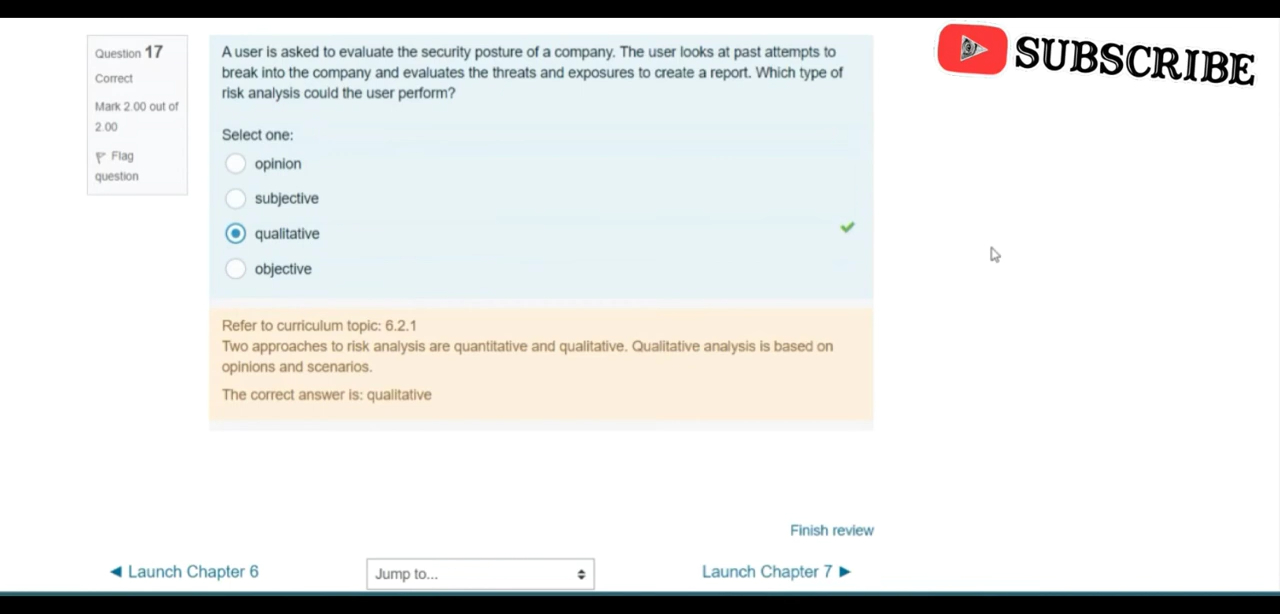 Question 17
Correct
Mark 2.00 out of
2.00
Flag
question
A user is asked to evaluate the security posture of a company. The user looks at past attempts to
break into the company and evaluates the threats and exposures to create a report. Which type of
risk analysis could the user perform?
Select one:
opinion
subjective
qualitative
objective
Refer to curriculum topic: 6.2.1
Two approaches to risk analysis are quantitative and qualitative. Qualitative analysis is based on
opinions and scenarios.
The correct answer is: qualitative
SUBSCRIBE
Finish review
◄ Launch Chapter 6
Jump to...
Launch Chapter 7 ►